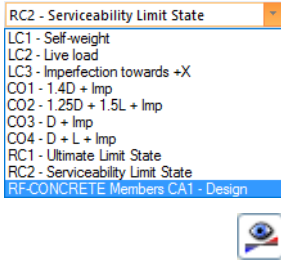 RC2 - Serviceability Limit State
LC1 - Self-weight
LC2 - Live load
LC3 - Imperfection towards +X
CO1 - 1.4D + Imp
CO2 - 1.25D + 1.5L + Imp
CO3 - D + Imp
CO4 - D + L + Imp
RC1 - Ultimate Limit State
RC2 - Serviceability Limit State
RF-CONCRETE Members CA1 - Design